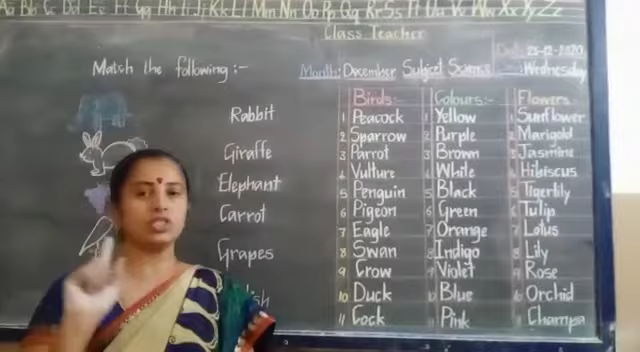 Aa Bb Cc Dd Ee Ff Gg Hh Ii Jj Kk Ll Mm Nn Oo Pp Qq Rr Ss Tt Uu Vv Ww Xx Yy Zz
Class Teacher
Date: 23-12-2020
Match the following:-
Month: December Subject Science Wednesday
Rabbit
Giraffe
Elephant
Carrot
Grapes
Birds:-
1 Peacock
2 Sparrow
3 Parrot
4 Vulture
5 Penguin
6 Pigeon
7 Eagle
8 Swan
9 Crow
10 Duck
11 Cock
Colours:-
1 Yellow
2 Purple
3 Brown
4 White
5 Black
6 Green
7 Orange
8 Indigo
9 Violet
10 Blue
11 Pink
Flowers:-
1 Sunflower
2 Marigold
3 Jasmine
4 Hibiscus
5 Tigerlily
6 Tulip
7 Lotus
8 Lily
9 Rose
10 Orchid
11 Champa